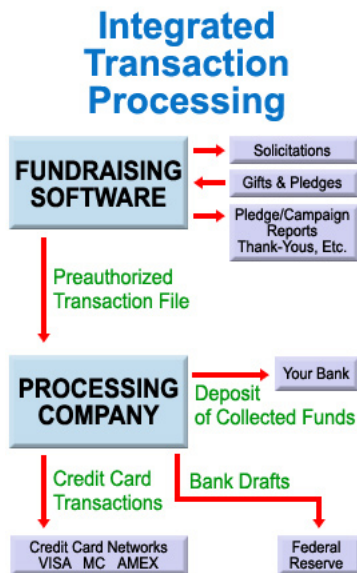 Integrated
Transaction
Processing
FUNDRAISING
SOFTWARE
Solicitations
Gifts & Pledges
Pledge/Campaign
Reports
Thank-Yous, Etc.
Preauthorized
Transaction File
PROCESSING
COMPANY
Your Bank
Deposit
of Collected Funds
Credit Card
Transactions
Bank Drafts
Credit Card Networks
VISA MC AMEX
Federal
Reserve